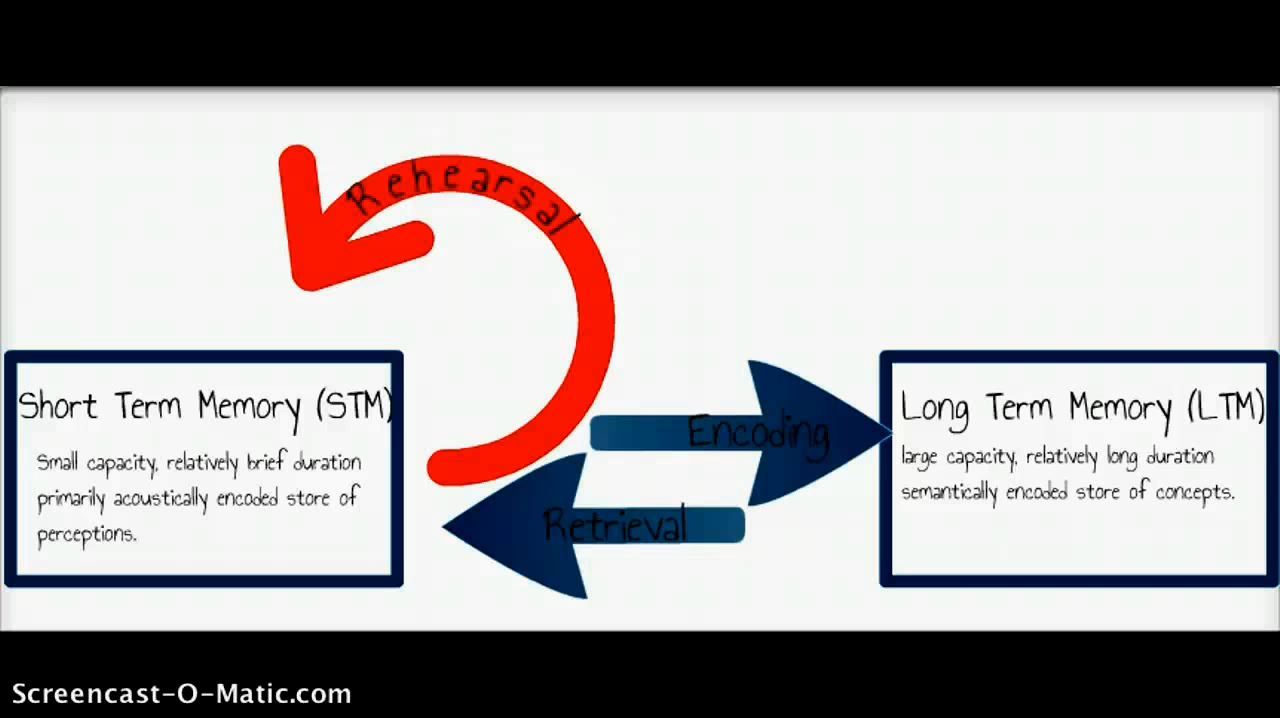 Rehearsal
Short Term Memory (STM)
Small capacity, relatively brief duration
primarily acoustically encoded store of
perceptions.
Encoding
Retrieval
Long Term Memory (LTM)
large capacity, relatively long duration
semantically encoded store of concepts.
Screencast-O-Matic.com